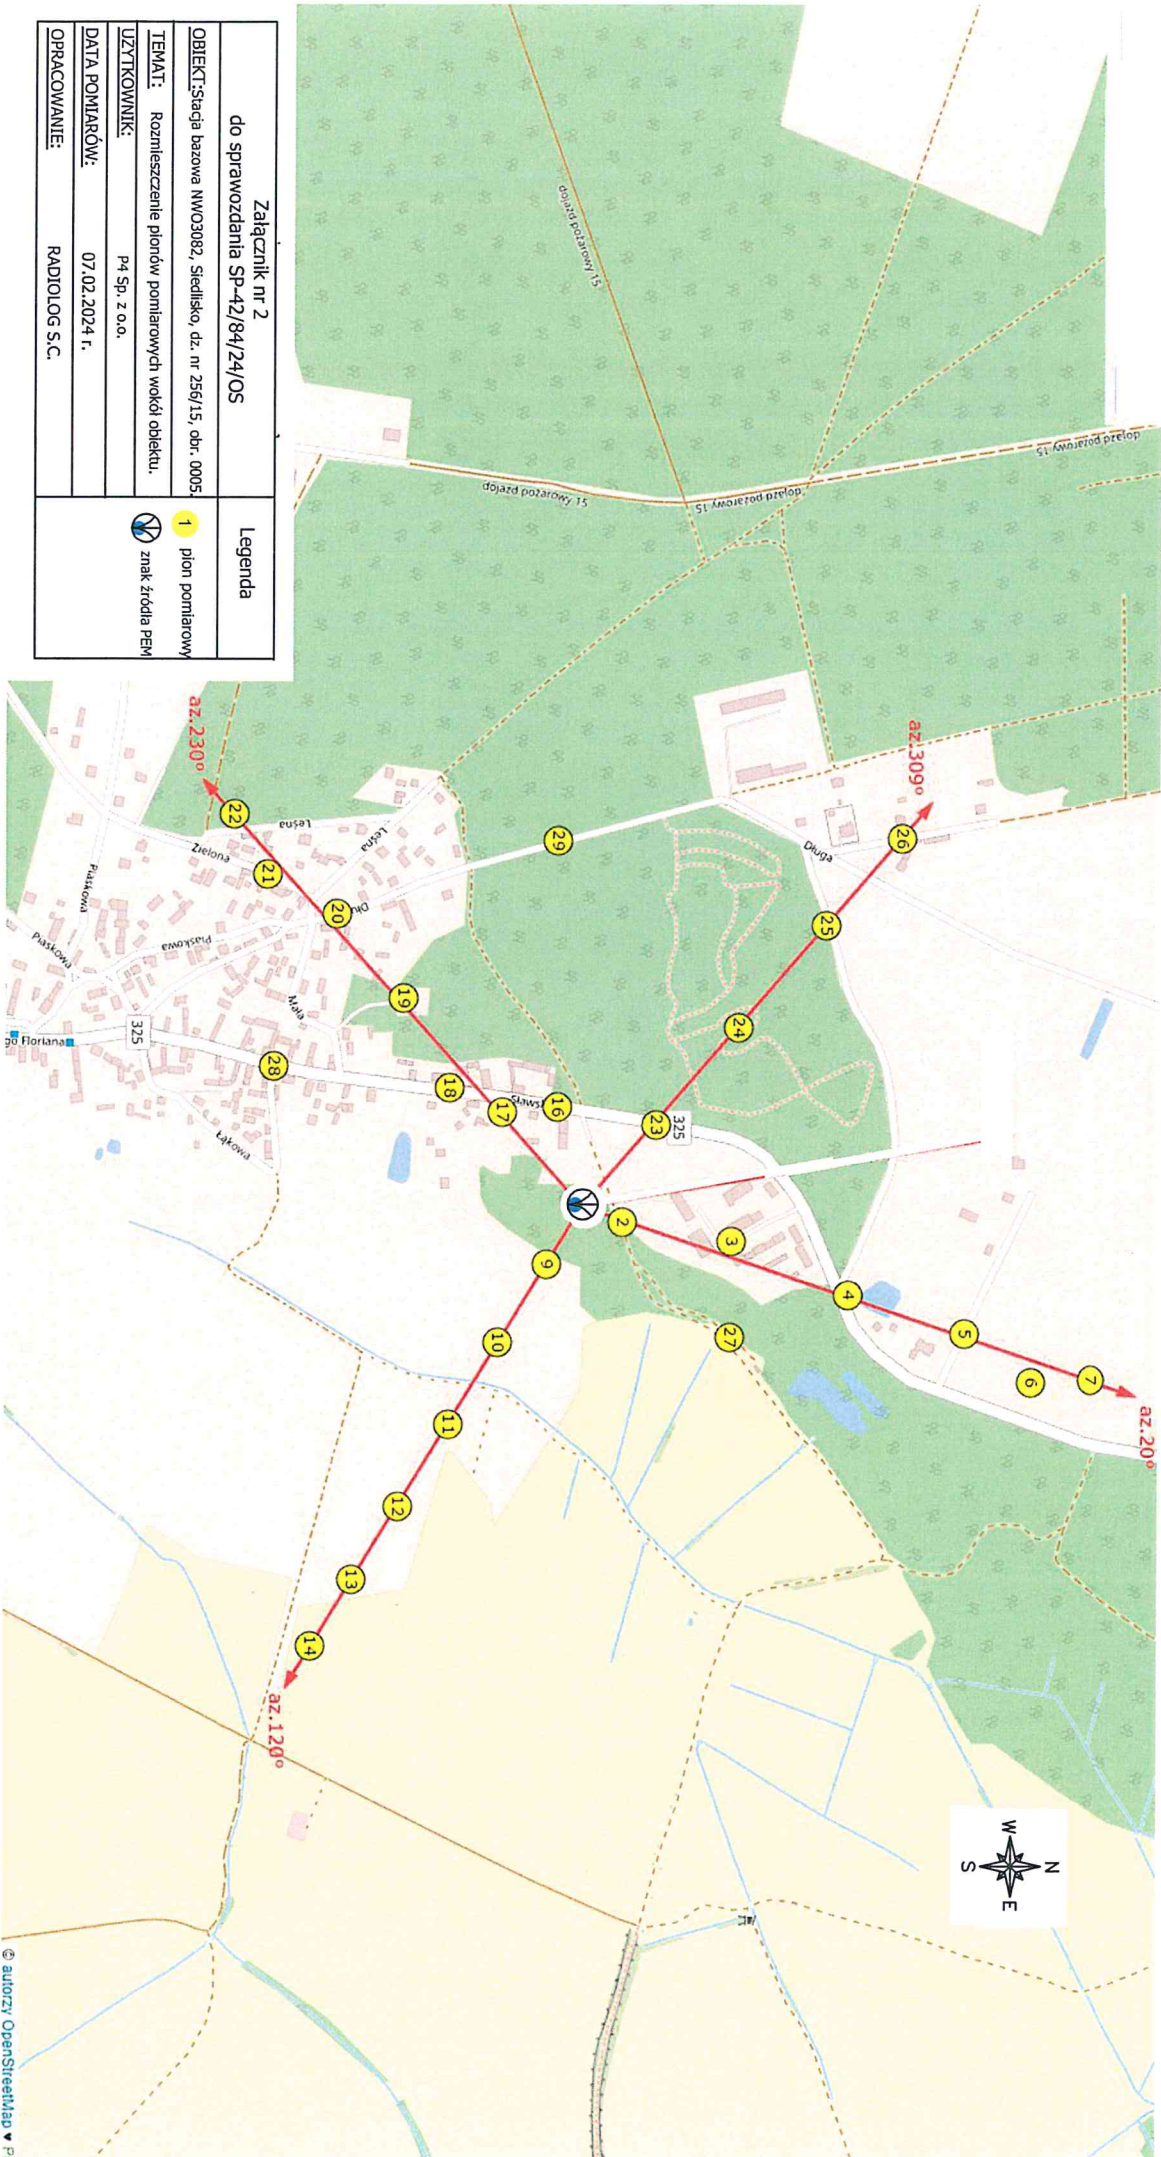 Załącznik nr 2
do sprawozdania SP-42/84/24/OS
OBIEKT:Stacja bazowa NWO3082, Siedlisko, dz. nr 256/15, obr. 0005.
TEMAT: Rozmieszczenie pionów pomiarowych wokół obiektu.
UŻYTKOWNIK: P4 Sp. z o.o.
DATA POMIARÓW: 07.02.2024 r.
OPRACOWANIE: RADIOLOG S.C.
Legenda
1 pion pomiarowy
znak źródła PEM
dojazd pożarowy 15
dojazd pożarowy 15
dojazd pożarowy 15
dojazd pożarowy 15
az.309°
az.20°
az.230°
az.120°
N
W
E
S
26
25
24
23
325
Długa
7
6
5
4
3
2
27
29
22
21
20
19
18
17
16
28
9
10
11
12
13
14
Leśna
Leśna
Zielona
Dłu
Piaskowa
Piaskowa
Piaskowa
Mała
Sławs
Łąkowa
325
go Floriana
© autorzy OpenStreetMap ♥ P